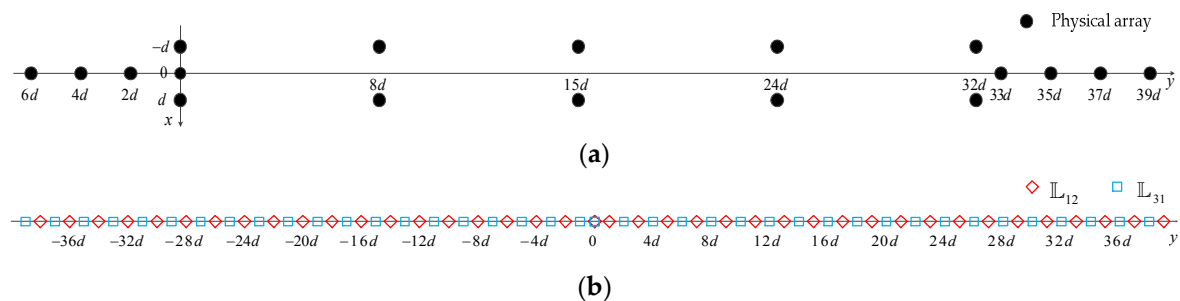 Physical array
−d
0
6d 4d 2d 8d 15d 24d 32d 33d 35d 37d 39d y
d
x
(a)
𝕃12 𝕃31
−36d −32d −28d −24d −20d −16d −12d −8d −4d 0 4d 8d 12d 16d 20d 24d 28d 32d 36d y
(b)